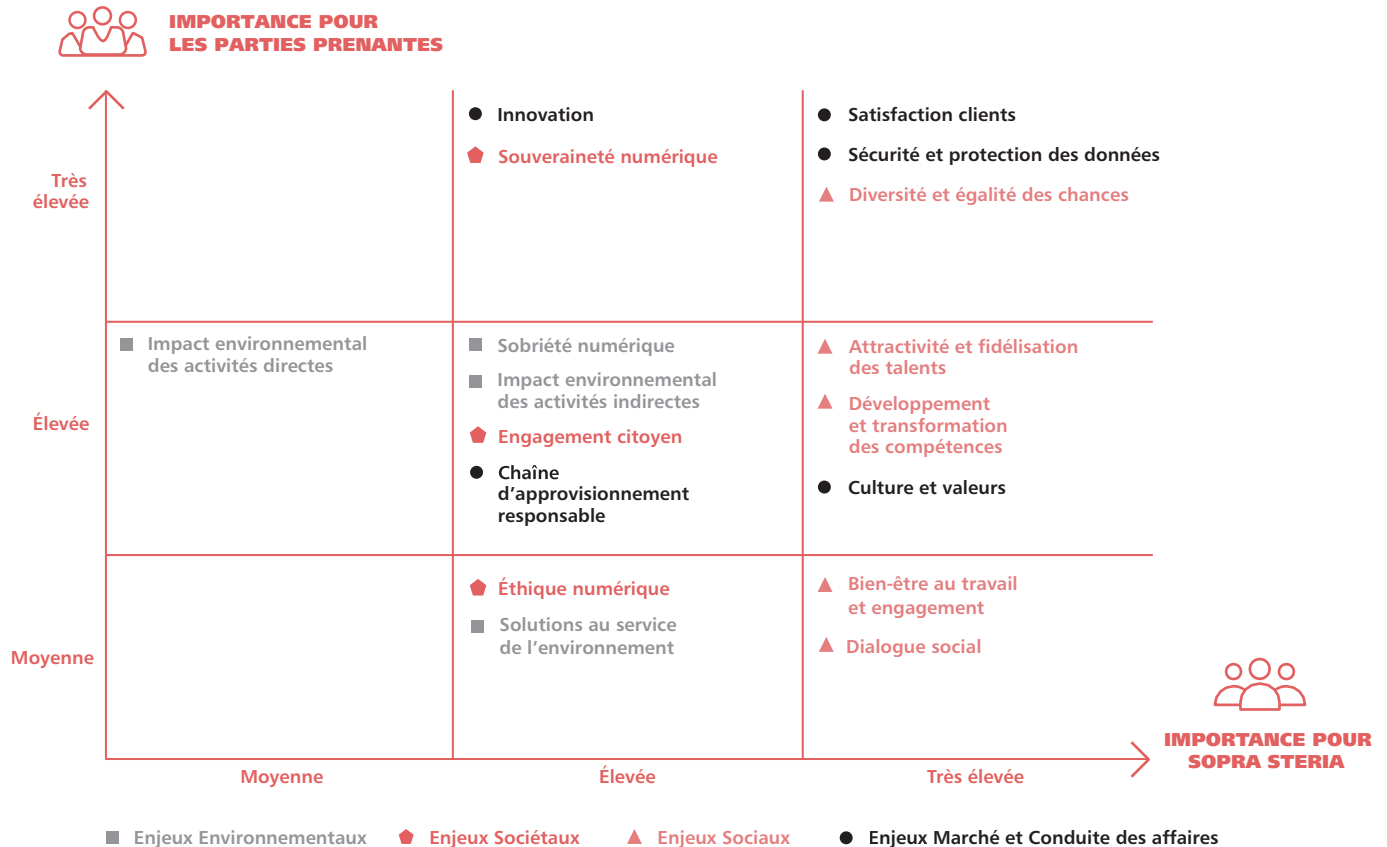 IMPORTANCE POUR
LES PARTIES PRENANTES
Très
élevée
Innovation
Souveraineté numérique
Satisfaction clients
Sécurité et protection des données
Diversité et égalité des chances
Élevée
Impact environnemental
des activités directes
Sobriété numérique
Impact environnemental
des activités indirectes
Engagement citoyen
Chaîne
d’approvisionnement
responsable
Attractivité et fidélisation
des talents
Développement
et transformation
des compétences
Culture et valeurs
Moyenne
Éthique numérique
Solutions au service
de l’environnement
Bien-être au travail
et engagement
Dialogue social
IMPORTANCE POUR
SOPRA STERIA
Moyenne
Élevée
Très élevée
Enjeux Environnementaux
Enjeux Sociétaux
Enjeux Sociaux
Enjeux Marché et Conduite des affaires